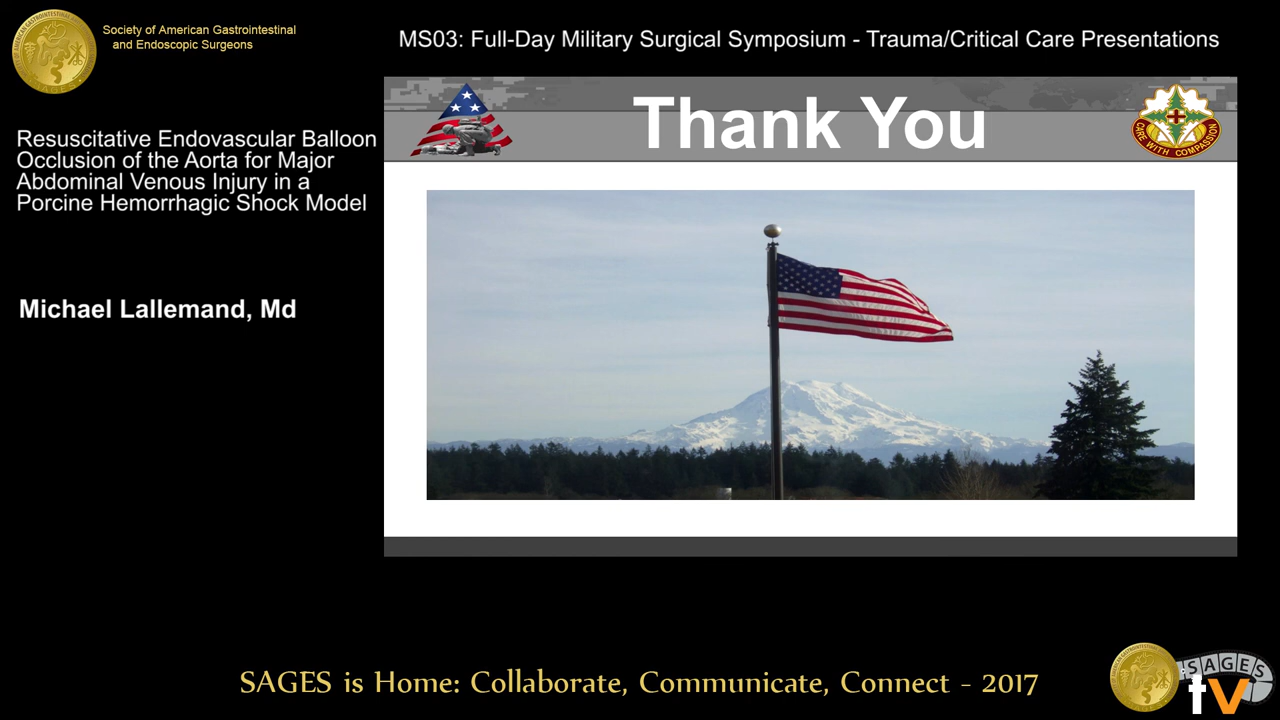 Society of American Gastrointestinal
and Endoscopic Surgeons
MS03: Full-Day Military Surgical Symposium - Trauma/Critical Care Presentations
Resuscitative Endovascular Balloon
Occlusion of the Aorta for Major
Abdominal Venous Injury in a
Porcine Hemorrhagic Shock Model
Michael Lallemand, Md
Thank You
CARE WITH COMPASSION
SAGES is Home: Collaborate, Communicate, Connect - 2017
SAGES
tv